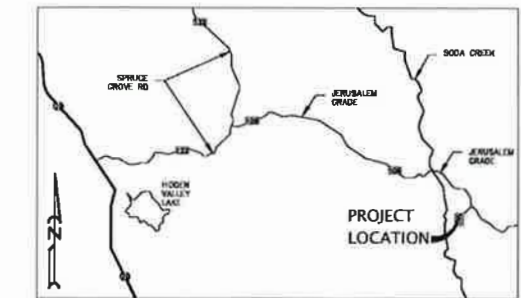 SODA CREEK
SPRUCE
GROVE RD
JERUSALEM
GRADE
JERUSALEM
GRADE
HIDDEN
VALLEY
LAKE
PROJECT
LOCATION
N